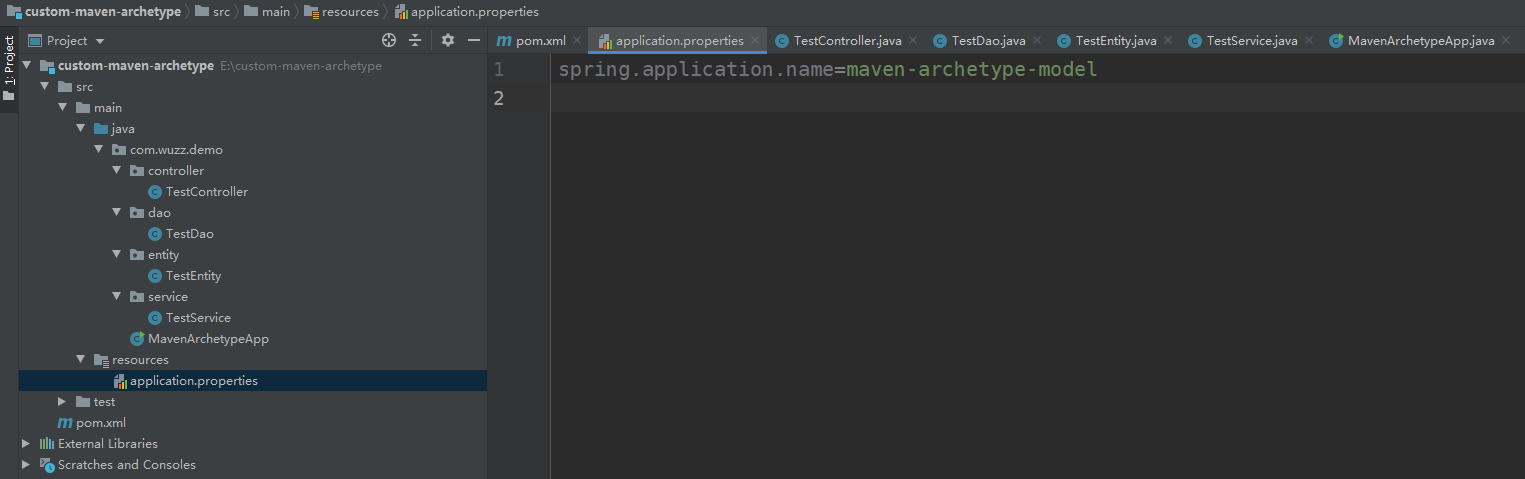 custom-maven-archetype src main resources application.properties
1: Project
Project
pom.xml application.properties TestController.java TestDao.java TestEntity.java TestService.java MavenArchetypeApp.java
custom-maven-archetype E:\custom-maven-archetype
src
main
java
com.wuzz.demo
controller
TestController
dao
TestDao
entity
TestEntity
service
TestService
MavenArchetypeApp
resources
application.properties
test
pom.xml
External Libraries
Scratches and Consoles
1 spring.application.name=maven-archetype-model
2